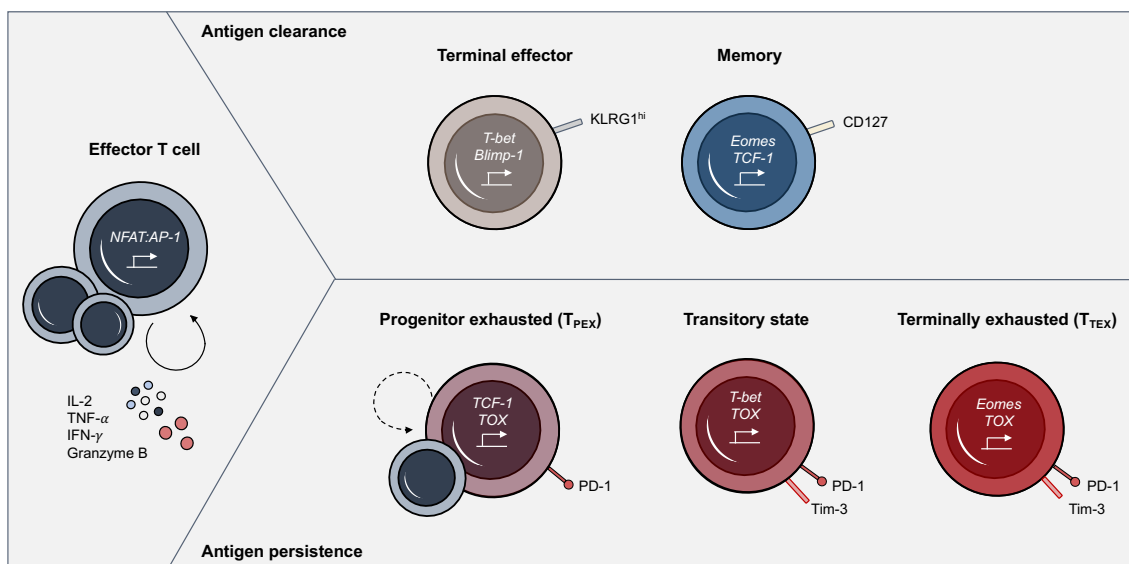 Antigen clearance
Terminal effector
Memory
KLRG1hi
CD127
T-bet
Blimp-1
Eomes
TCF-1
Effector T cell
NFAT:AP-1
IL-2
TNF-α
IFN-γ
Granzyme B
Progenitor exhausted (TPEX)
Transitory state
Terminally exhausted (TTEX)
TCF-1
TOX
PD-1
T-bet
TOX
PD-1
Tim-3
Eomes
TOX
PD-1
Tim-3
Antigen persistence